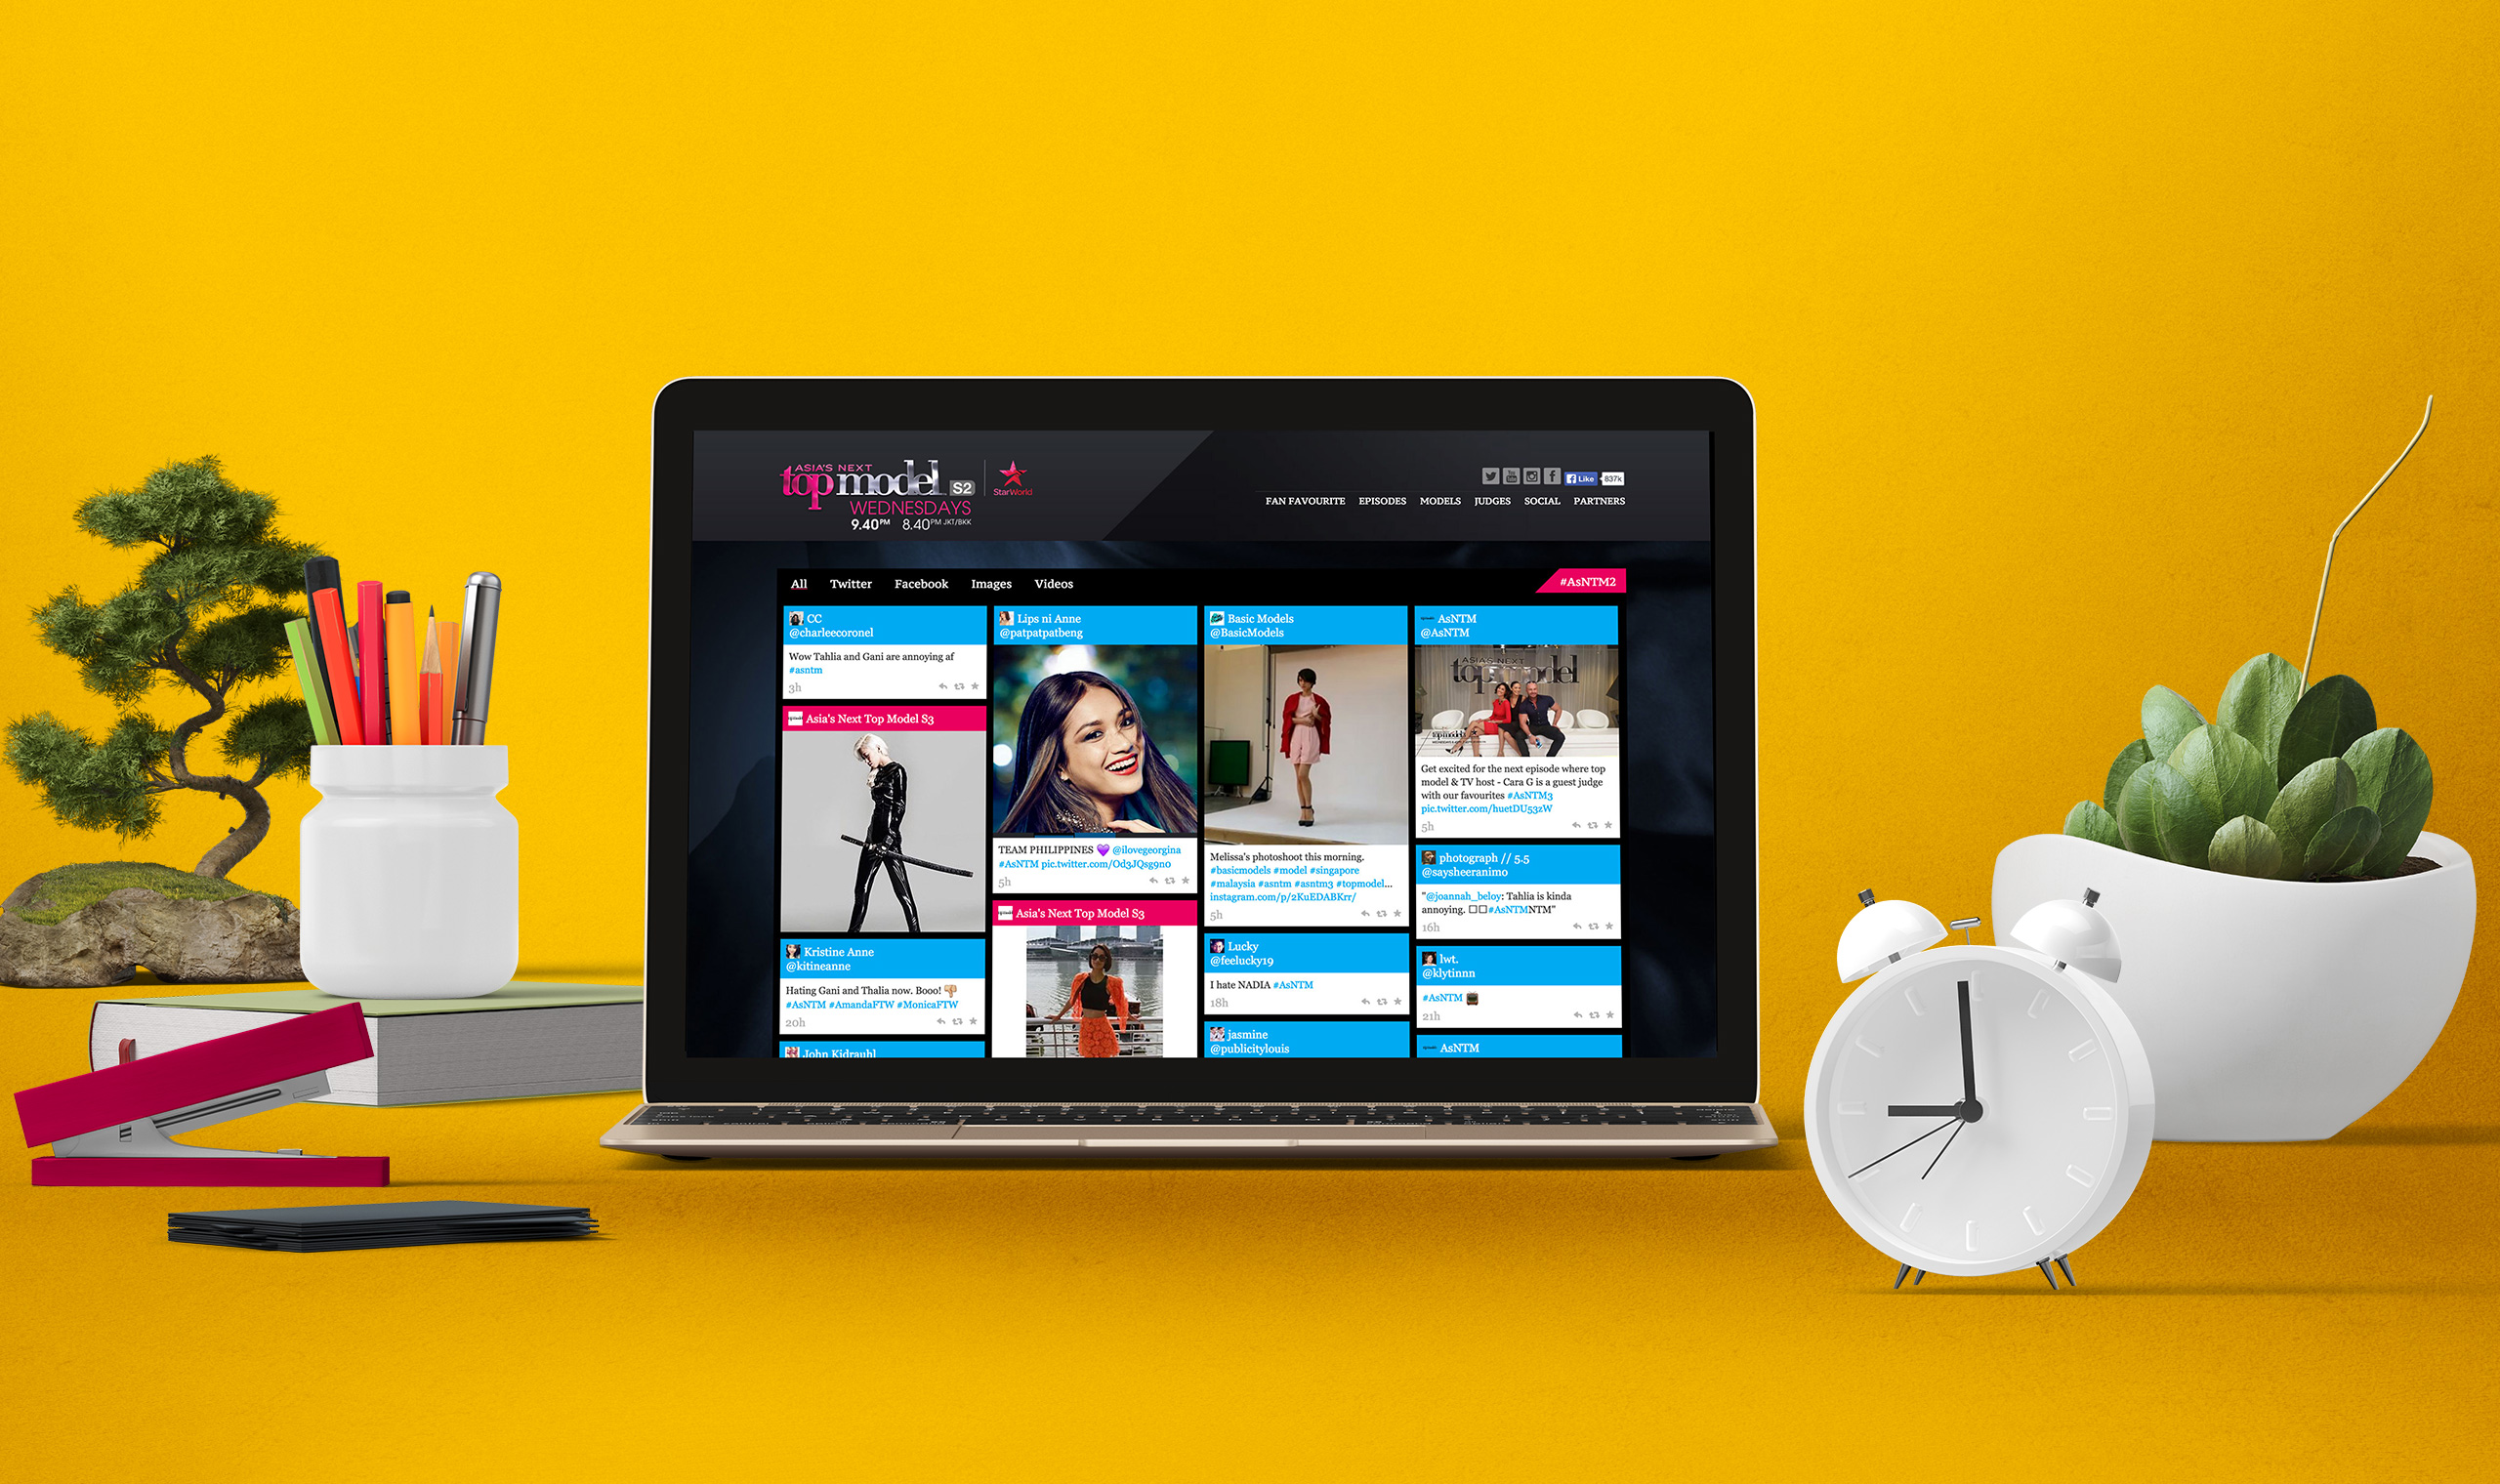 ASIA'S NEXT
top model S2
StarWorld
WEDNESDAYS
9.40PM 8.40PM JKT/BKK
Like 837k
FAN FAVOURITE EPISODES MODELS JUDGES SOCIAL PARTNERS
All Twitter Facebook Images Videos
#AsNTM2
CC
@charleecoronel
Wow Tahlia and Gani are annoying af
#asntm
3h
Asia's Next Top Model S3
Kristine Anne
@kitineanne
Hating Gani and Thalia now. Booo! 👎
#AsNTM #AmandaFTW #MonicaFTW
20h
John Kidrauhl
Lips ni Anne
@patpatpatbeng
TEAM PHILIPPINES 💜 @ilovegeorgina
#AsNTM pic.twitter.com/Od3JQsg9n0
5h
Asia's Next Top Model S3
Basic Models
@BasicModels
Melissa's photoshoot this morning.
#basicmodels #model #singapore
#malaysia #asntm #asntm3 #topmodel...
instagram.com/p/2KuEDABKrr/
5h
Lucky
@feelucky19
I hate NADIA #AsNTM
18h
jasmine
@publicitylouis
AsNTM
@AsNTM
ASIA'S NEXT
top model
Get excited for the next episode where top
model & TV host - Cara G is a guest judge
with our favourites #AsNTM3
pic.twitter.com/huetDU53zW
5h
photograph // 5.5
@saysheeranimo
"@joannah_beloy: Tahlia is kinda
annoying. □□#AsNTMNTM"
16h
lwt.
@klytinnn
#AsNTM 📺
21h
AsNTM